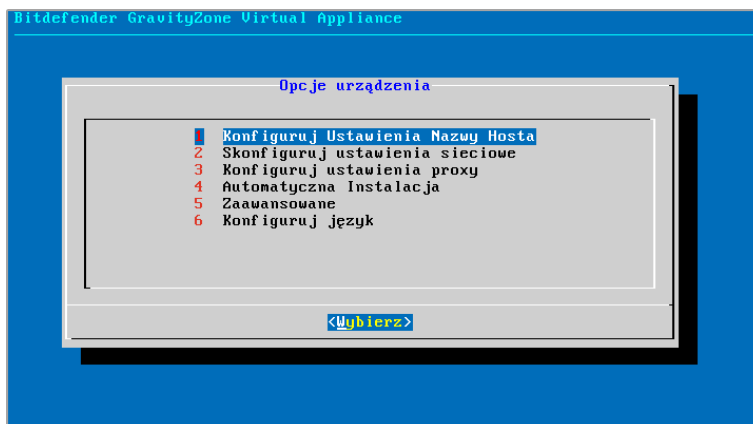 Bitdefender GravityZone Virtual Appliance
Opcje urządzenia
1 Konfiguruj Ustawienia Nazwy Hosta
2 Skonfiguruj ustawienia sieciowe
3 Konfiguruj ustawienia proxy
4 Automatyczna Instalacja
5 Zaawansowane
6 Konfiguruj język
<Wybierz>